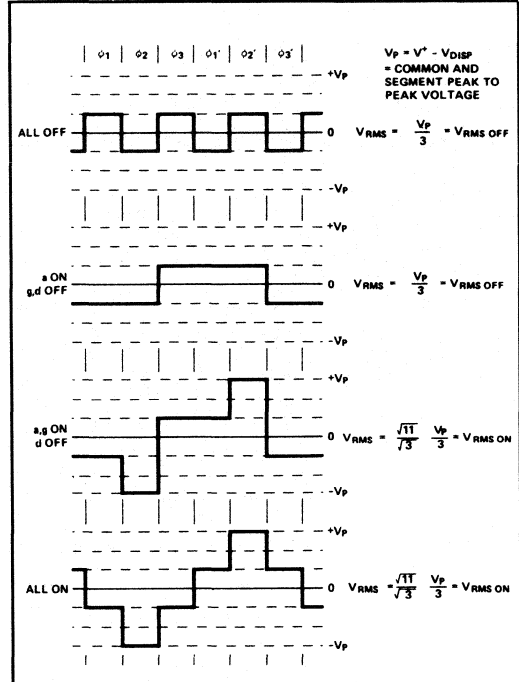 ϕ1 ϕ2 ϕ3 ϕ1' ϕ2' ϕ3'
VP = V+ - VDISP
= COMMON AND
SEGMENT PEAK TO
PEAK VOLTAGE
+VP
ALL OFF
0
VRMS = VP/3 = VRMS OFF
-VP
+VP
a ON
g,d OFF
0
VRMS = VP/3 = VRMS OFF
-VP
+VP
a,g ON
d OFF
0
VRMS = √11/√3 VP/3 = VRMS ON
-VP
+VP
ALL ON
0
VRMS = √11/√3 VP/3 = VRMS ON
-VP